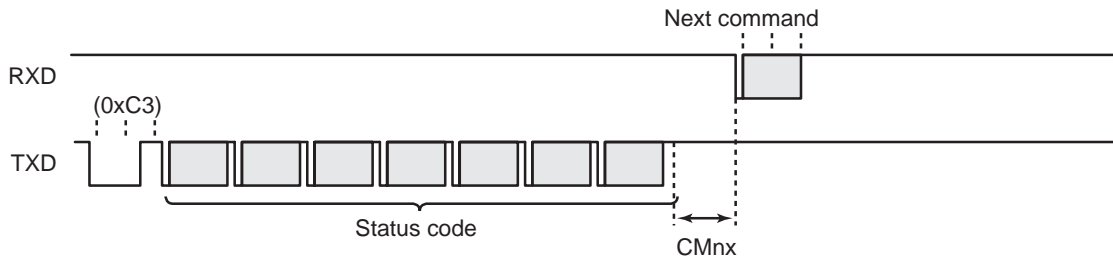 Next command
RXD
(0xC3)
TXD
Status code
CMnx